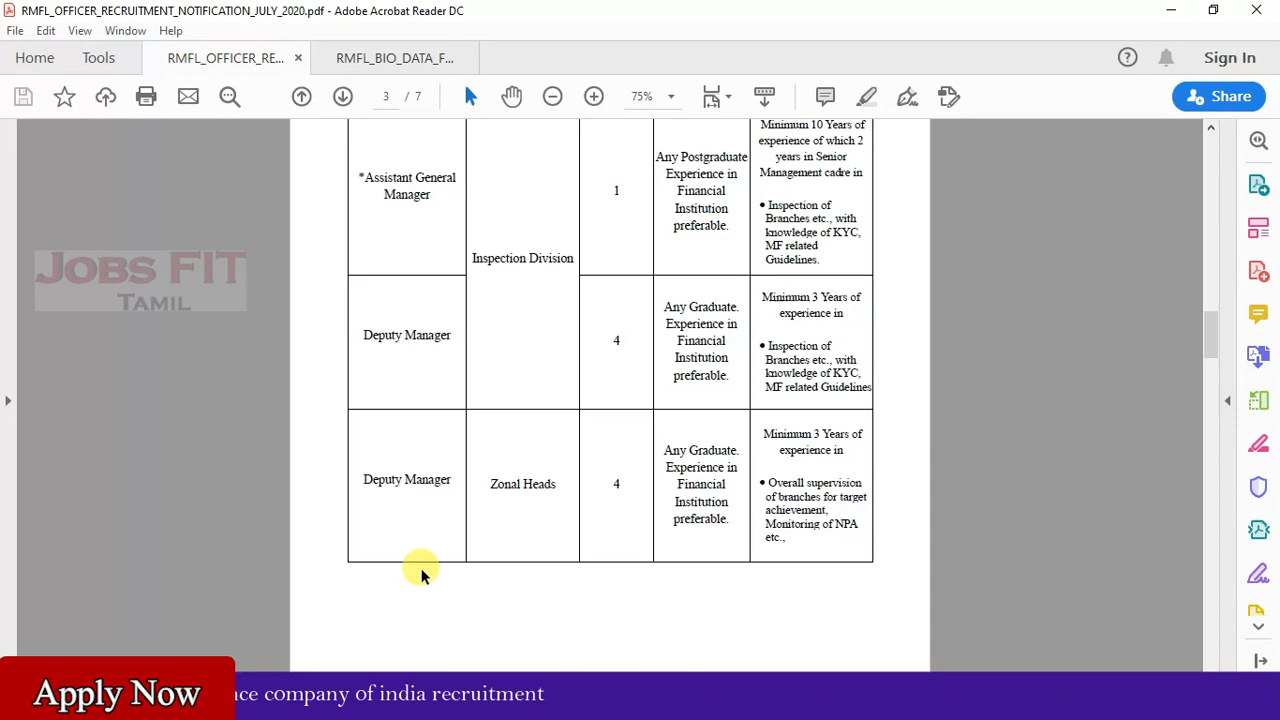 RMFL_OFFICER_RECRUITMENT_NOTIFICATION_JULY_2020.pdf - Adobe Acrobat Reader DC
File Edit View Window Help
Home Tools RMFL_OFFICER_RE... × RMFL_BIO_DATA_F... Sign In
3 / 7 75% Share
*Assistant General
Manager
Inspection Division
1
Any Postgraduate
Experience in
Financial
Institution
preferable.
Minimum 10 Years of
experience of which 2
years in Senior
Management cadre in
• Inspection of
Branches etc., with
knowledge of KYC,
MF related
Guidelines.
Deputy Manager
4
Any Graduate.
Experience in
Financial
Institution
preferable.
Minimum 3 Years of
experience in
• Inspection of
Branches etc., with
knowledge of KYC,
MF related Guidelines
Deputy Manager
Zonal Heads
4
Any Graduate.
Experience in
Financial
Institution
preferable.
Minimum 3 Years of
experience in
• Overall supervision
of branches for target
achievement,
Monitoring of NPA
etc.,
JOBS FIT
TAMIL
Apply Now
nce company of india recruitment